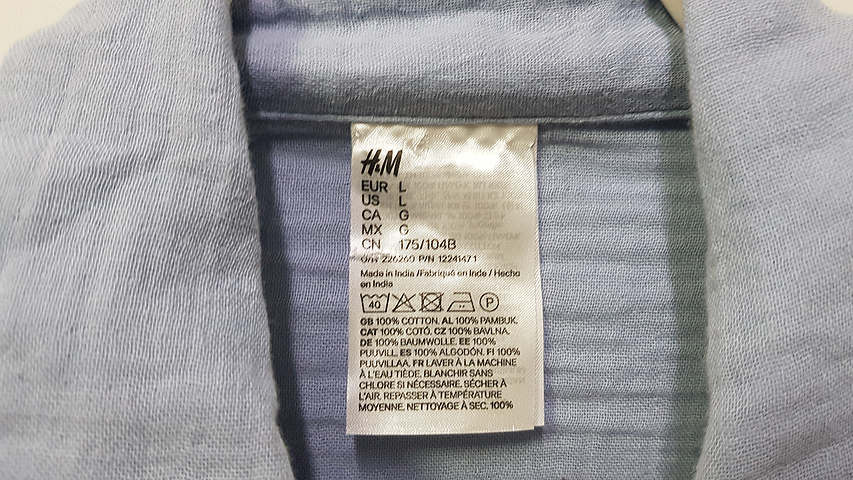 H&M
EUR L
US L
CA G
MX G
CN 175/104B
O/N 226260 P/N 12241471
Made in India /Fabriqué en Inde / Hecho
en India
40 P
GB 100% COTTON. AL 100% PAMBUK.
CAT 100% COTÓ. CZ 100% BAVLNA.
DE 100% BAUMWOLLE. EE 100%
PUUVILL. ES 100% ALGODÓN. FI 100%
PUUVILLAA. FR LAVER À LA MACHINE
À L'EAU TIÈDE. BLANCHIR SANS
CHLORE SI NÉCESSAIRE. SÉCHER À
L'AIR. REPASSER À TEMPÉRATURE
MOYENNE. NETTOYAGE À SEC. 100%